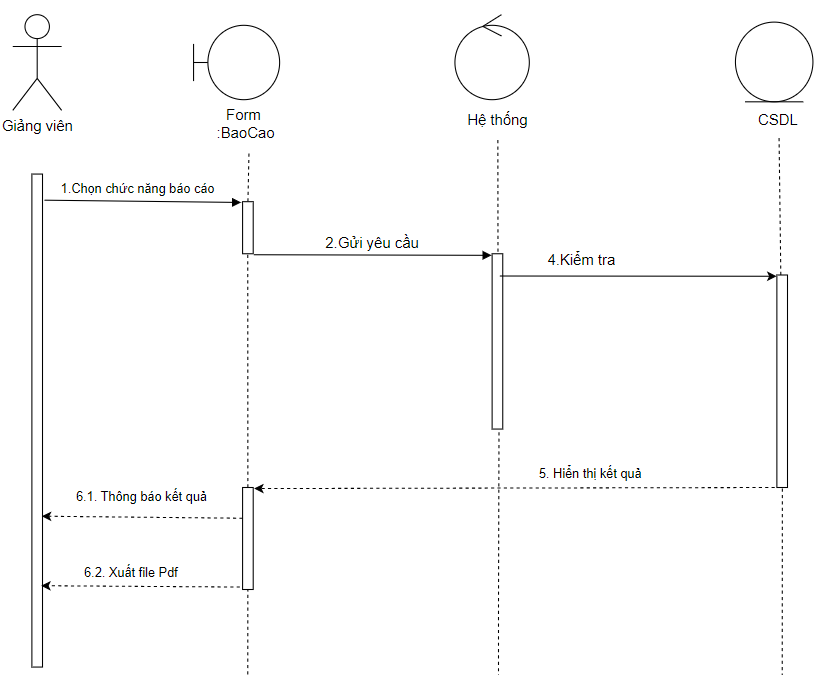 Giảng viên
Form
:BaoCao
Hệ thống
CSDL
1.Chọn chức năng báo cáo
2.Gửi yêu cầu
4.Kiểm tra
5. Hiển thị kết quả
6.1. Thông báo kết quả
6.2. Xuất file Pdf